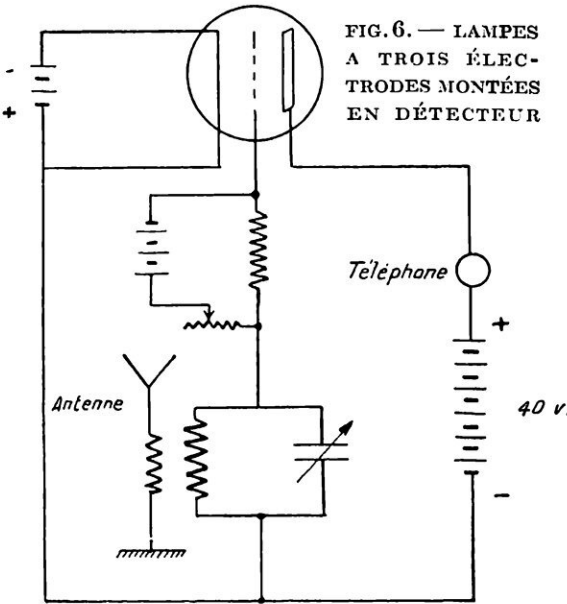 FIG. 6. — LAMPES
A TROIS ÉLEC-
TRODES MONTÉES
EN DÉTECTEUR
-
+
Téléphone
+
Antenne
40 v.
-